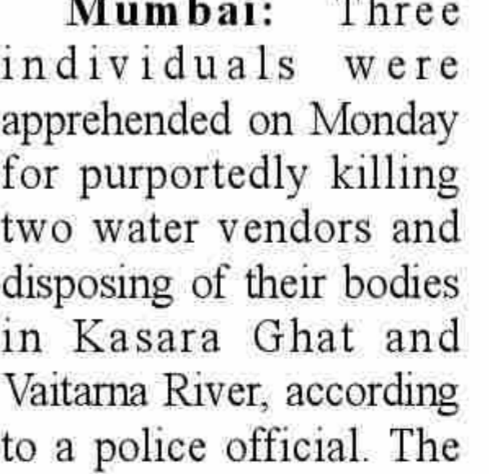 Mumbai: Three
individuals were
apprehended on Monday
for purportedly killing
two water vendors and
disposing of their bodies
in Kasara Ghat and
Vaitarna River, according
to a police official. The